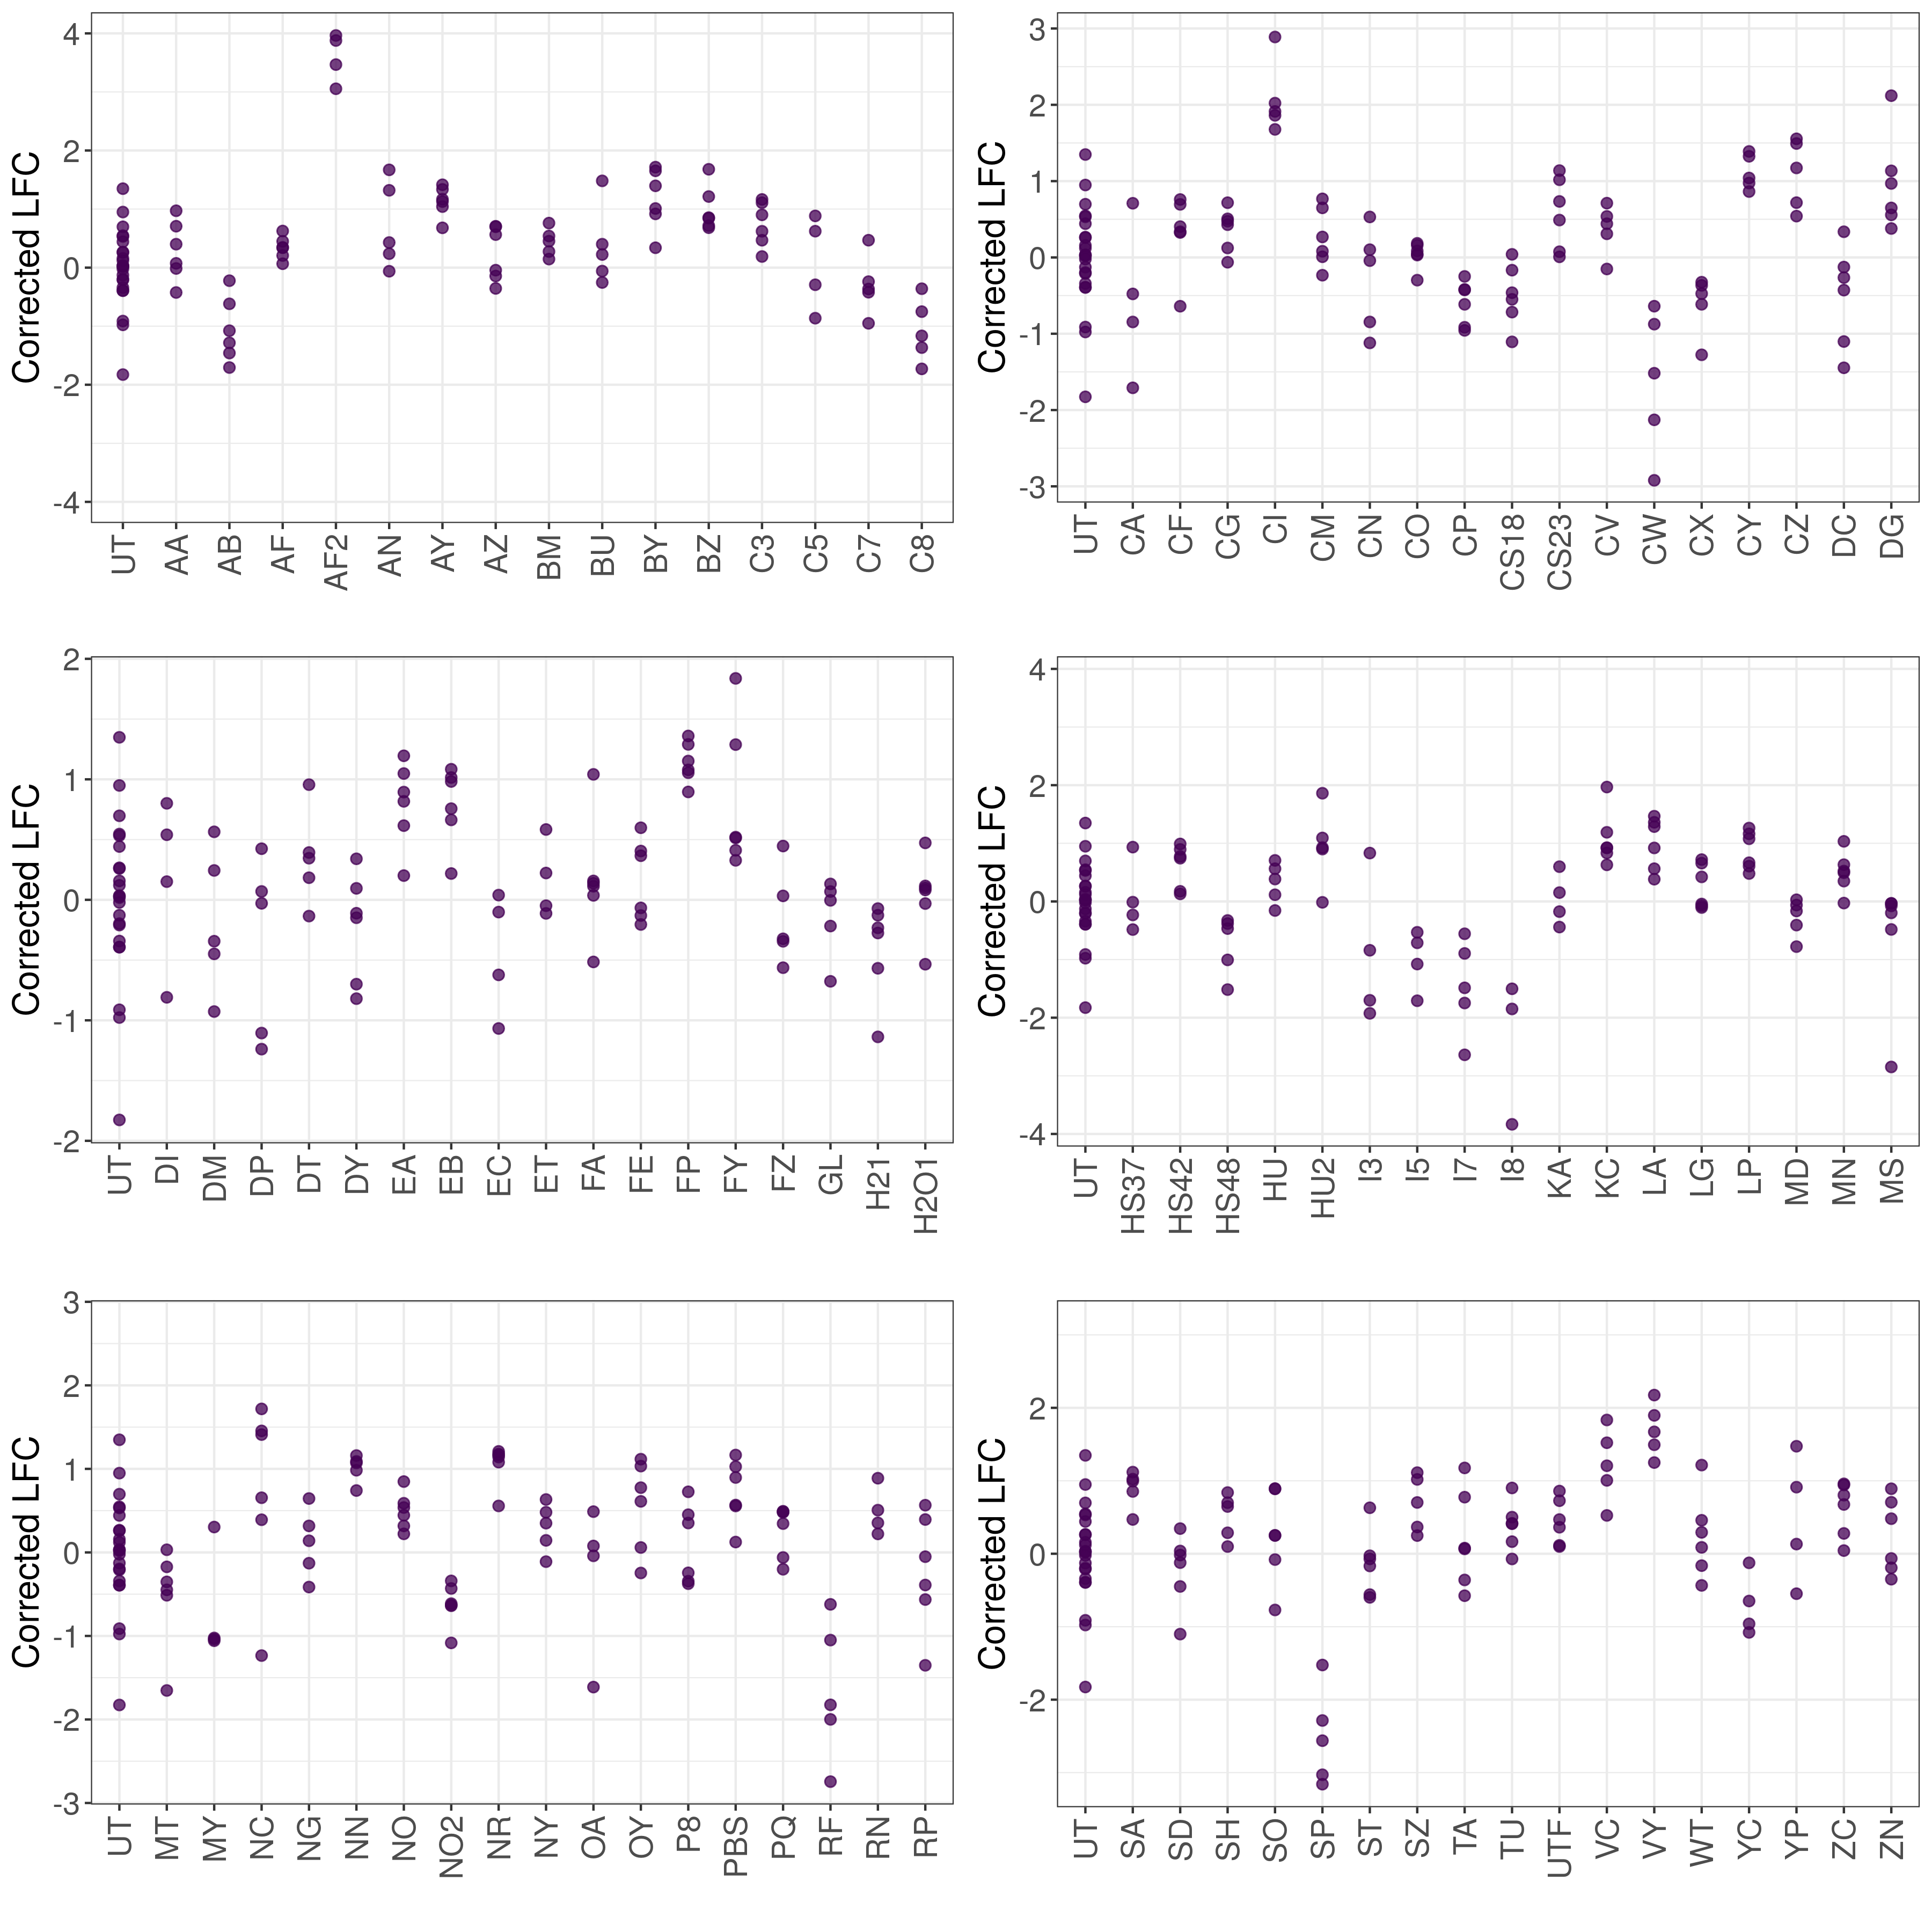 Corrected LFC
4
2
0
-2
-4
UT AA AB AF AF2 AN AY AZ BM BU BY BZ C3 C5 C7 C8
Corrected LFC
3
2
1
0
-1
-2
-3
UT CA CF CG CI CM CN CO CP CS18 CS23 CV CW CX CY CZ DC DG
Corrected LFC
2
1
0
-1
-2
UT DI DM DP DT DY EA EB EC ET FA FE FP FY FZ GL H21 H2O1
Corrected LFC
4
2
0
-2
-4
UT HS37 HS42 HS48 HU HU2 I3 I5 I7 I8 KA KC LA LG LP MD MN MS
Corrected LFC
3
2
1
0
-1
-2
-3
UT MT MY NC NG NN NO NO2 NR NY OA OY P8 PBS PQ RF RN RP
Corrected LFC
2
0
-2
UT SA SD SH SO SP ST SZ TA TU UTF VC VY WT YC YP ZC ZN